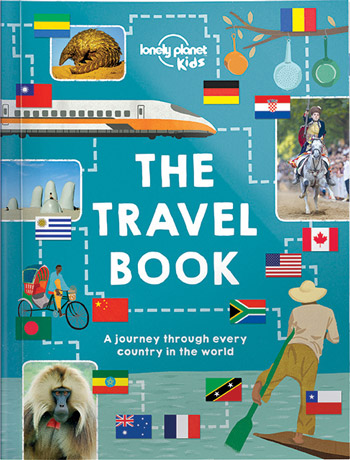 lonely planet
kids
THE
TRAVEL
BOOK
A journey through every
country in the world